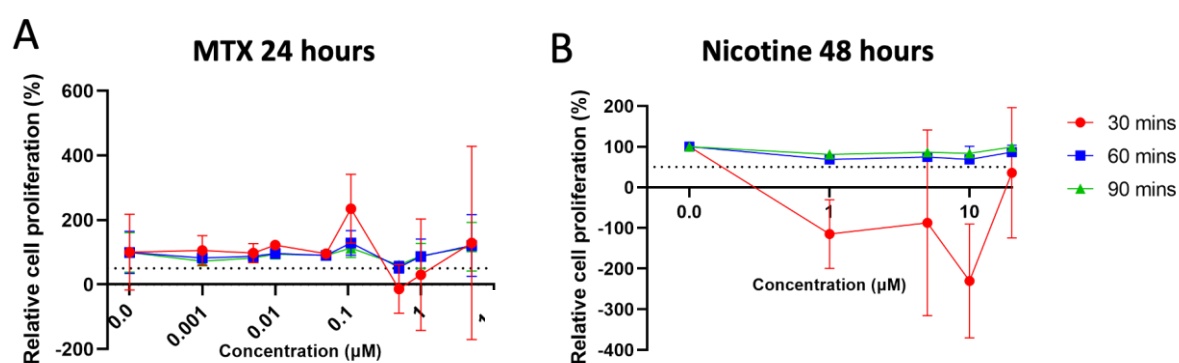 A
MTX 24 hours
Relative cell proliferation (%)
600
400
200
0
-200
0.0
0.001
0.01
0.1
1
Concentration (µM)
B
Nicotine 48 hours
Relative cell proliferation (%)
200
100
0
-100
-200
-300
-400
0.0
1
10
Concentration (µM)
30 mins
60 mins
90 mins